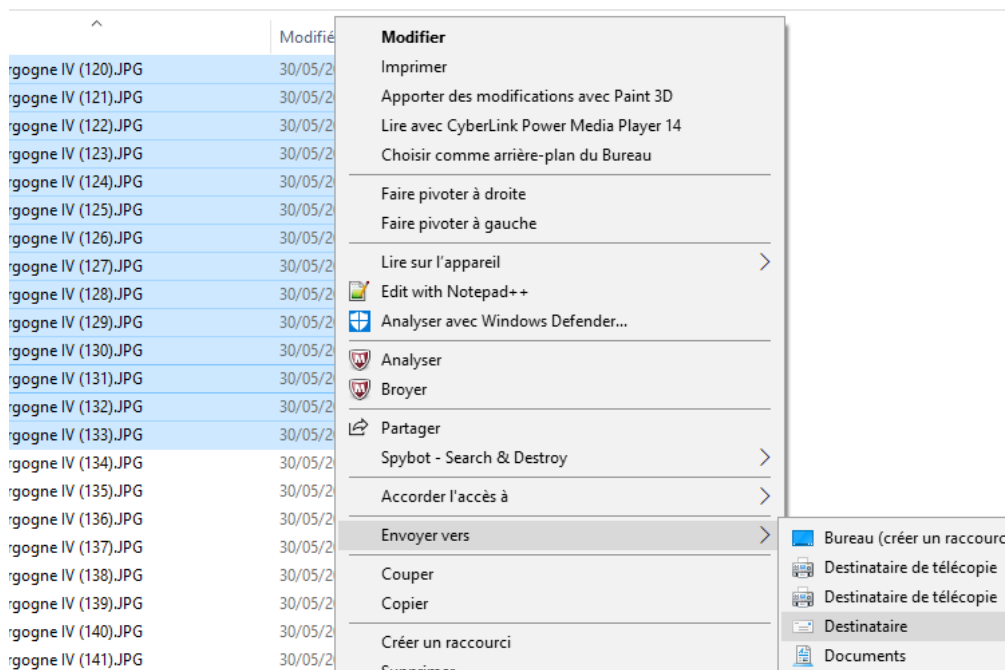 Modifié
rgogne IV (120).JPG 30/05/2
rgogne IV (121).JPG 30/05/2
rgogne IV (122).JPG 30/05/2
rgogne IV (123).JPG 30/05/2
rgogne IV (124).JPG 30/05/2
rgogne IV (125).JPG 30/05/2
rgogne IV (126).JPG 30/05/2
rgogne IV (127).JPG 30/05/2
rgogne IV (128).JPG 30/05/2
rgogne IV (129).JPG 30/05/2
rgogne IV (130).JPG 30/05/2
rgogne IV (131).JPG 30/05/2
rgogne IV (132).JPG 30/05/2
rgogne IV (133).JPG 30/05/2
rgogne IV (134).JPG 30/05/2
rgogne IV (135).JPG 30/05/2
rgogne IV (136).JPG 30/05/2
rgogne IV (137).JPG 30/05/2
rgogne IV (138).JPG 30/05/2
rgogne IV (139).JPG 30/05/2
rgogne IV (140).JPG 30/05/2
rgogne IV (141).JPG 30/05/2
Modifier
Imprimer
Apporter des modifications avec Paint 3D
Lire avec CyberLink Power Media Player 14
Choisir comme arrière-plan du Bureau
Faire pivoter à droite
Faire pivoter à gauche
Lire sur l'appareil
Edit with Notepad++
Analyser avec Windows Defender...
Analyser
Broyer
Partager
Spybot - Search & Destroy
Accorder l'accès à
Envoyer vers
Couper
Copier
Créer un raccourci
Supprimer
Bureau (créer un raccourc
Destinataire de télécopie
Destinataire de télécopie
Destinataire
Documents